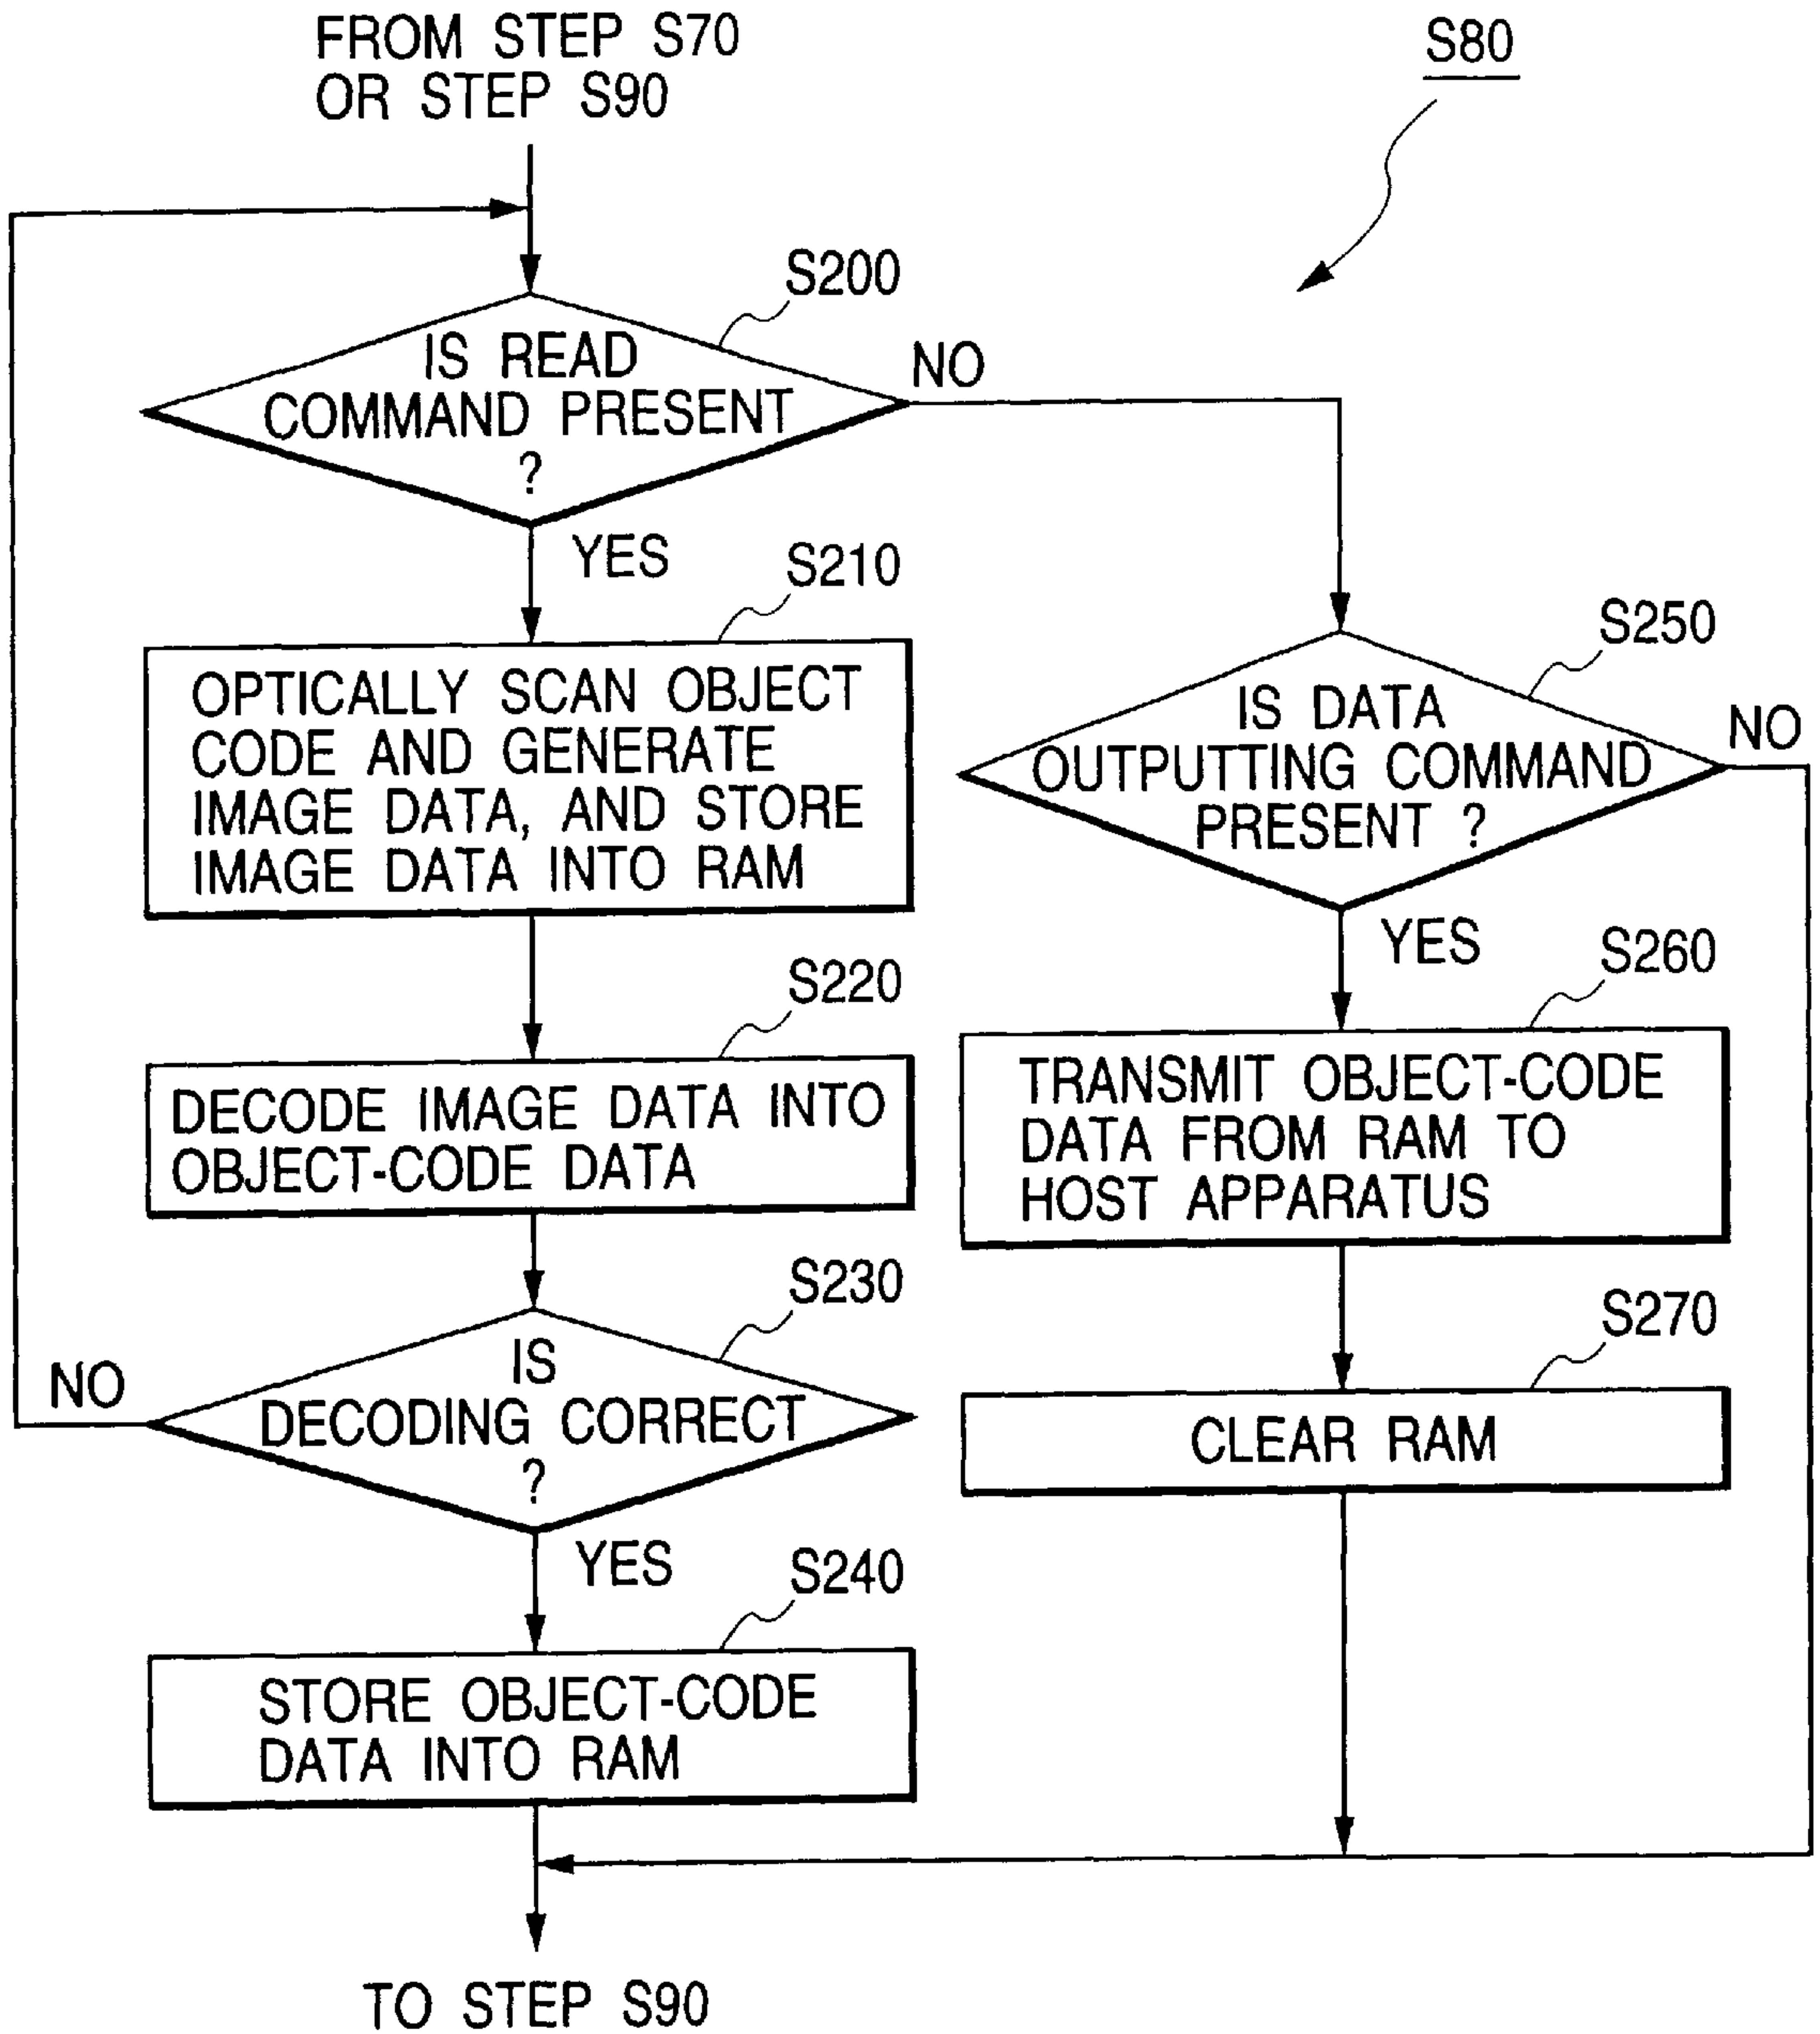 FROM STEP S70
OR STEP S90
S80
S200
IS READ
COMMAND PRESENT
?
NO
YES
S210
OPTICALLY SCAN OBJECT
CODE AND GENERATE
IMAGE DATA, AND STORE
IMAGE DATA INTO RAM
S220
DECODE IMAGE DATA INTO
OBJECT-CODE DATA
S230
IS
DECODING CORRECT
?
NO
YES
S240
STORE OBJECT-CODE
DATA INTO RAM
S250
IS DATA
OUTPUTTING COMMAND
PRESENT ?
NO
YES
S260
TRANSMIT OBJECT-CODE
DATA FROM RAM TO
HOST APPARATUS
S270
CLEAR RAM
TO STEP S90